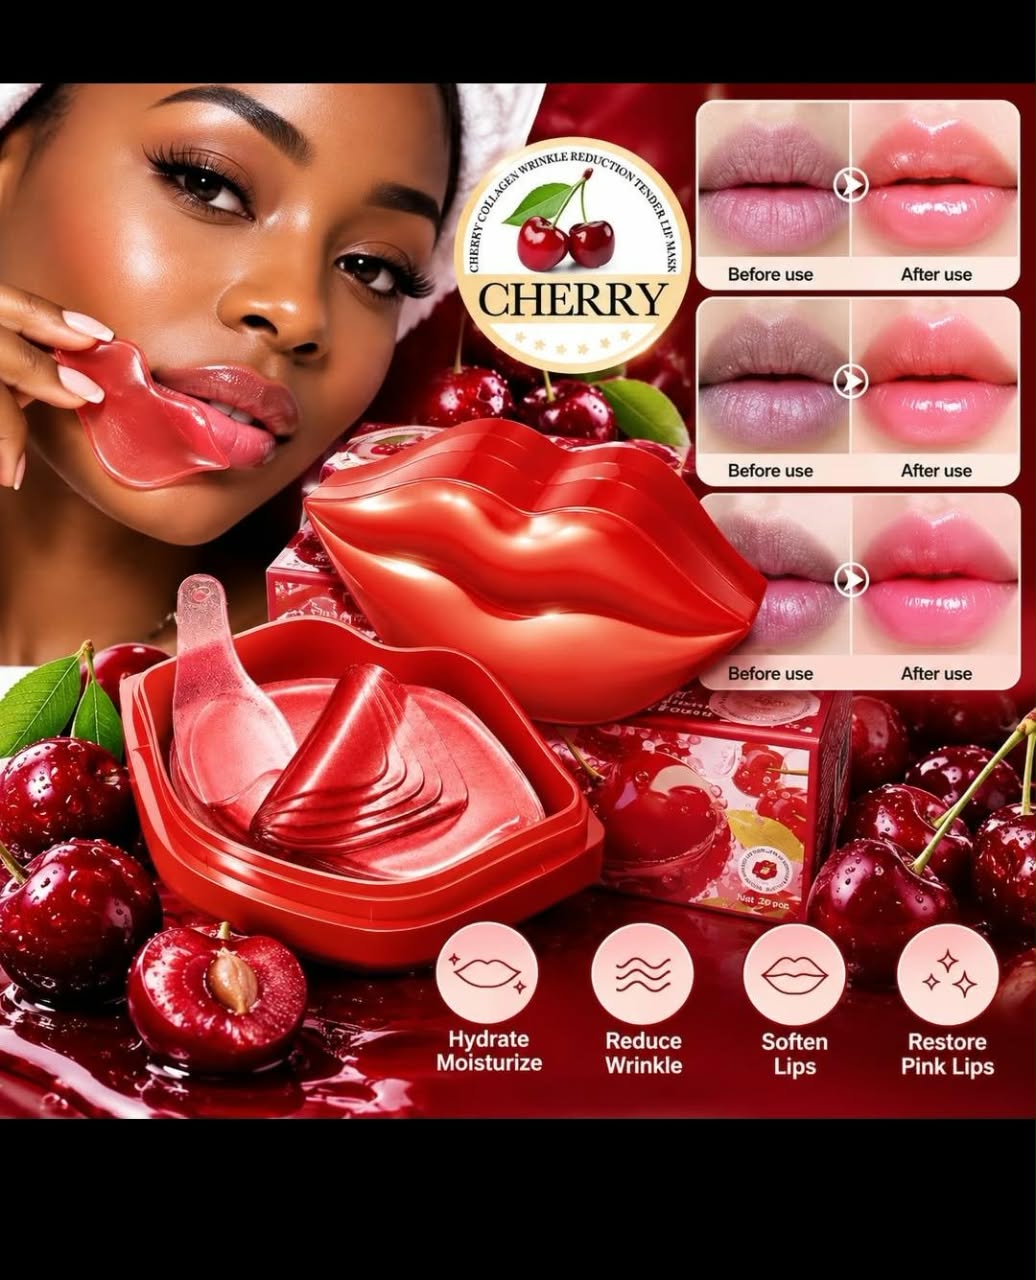 CHERRY COLLAGEN WRINKLE REDUCTION TENDER LIP MASK
CHERRY
Before use
After use
Before use
After use
Before use
After use
Hydrate
Moisturize
Reduce
Wrinkle
Soften
Lips
Restore
Pink Lips